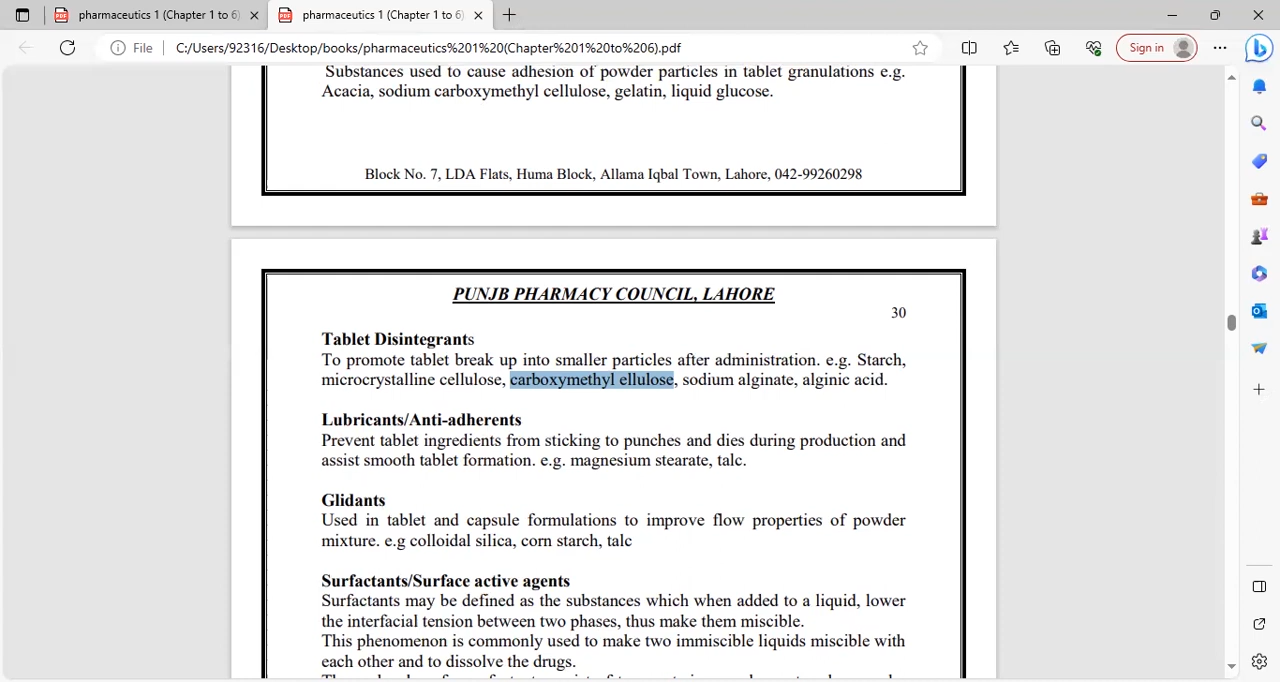 pharmaceutics 1 (Chapter 1 to 6)
pharmaceutics 1 (Chapter 1 to 6)
File
C:/Users/92316/Desktop/books/pharmaceutics%201%20(Chapter%201%20to%206).pdf
Sign in
Substances used to cause adhesion of powder particles in tablet granulations e.g.
Acacia, sodium carboxymethyl cellulose, gelatin, liquid glucose.
Block No. 7, LDA Flats, Huma Block, Allama Iqbal Town, Lahore, 042-99260298
PUNJB PHARMACY COUNCIL, LAHORE
30
Tablet Disintegrants
To promote tablet break up into smaller particles after administration. e.g. Starch,
microcrystalline cellulose, carboxymethyl ellulose, sodium alginate, alginic acid.
Lubricants/Anti-adherents
Prevent tablet ingredients from sticking to punches and dies during production and
assist smooth tablet formation. e.g. magnesium stearate, talc.
Glidants
Used in tablet and capsule formulations to improve flow properties of powder
mixture. e.g colloidal silica, corn starch, talc
Surfactants/Surface active agents
Surfactants may be defined as the substances which when added to a liquid, lower
the interfacial tension between two phases, thus make them miscible.
This phenomenon is commonly used to make two immiscible liquids miscible with
each other and to dissolve the drugs.